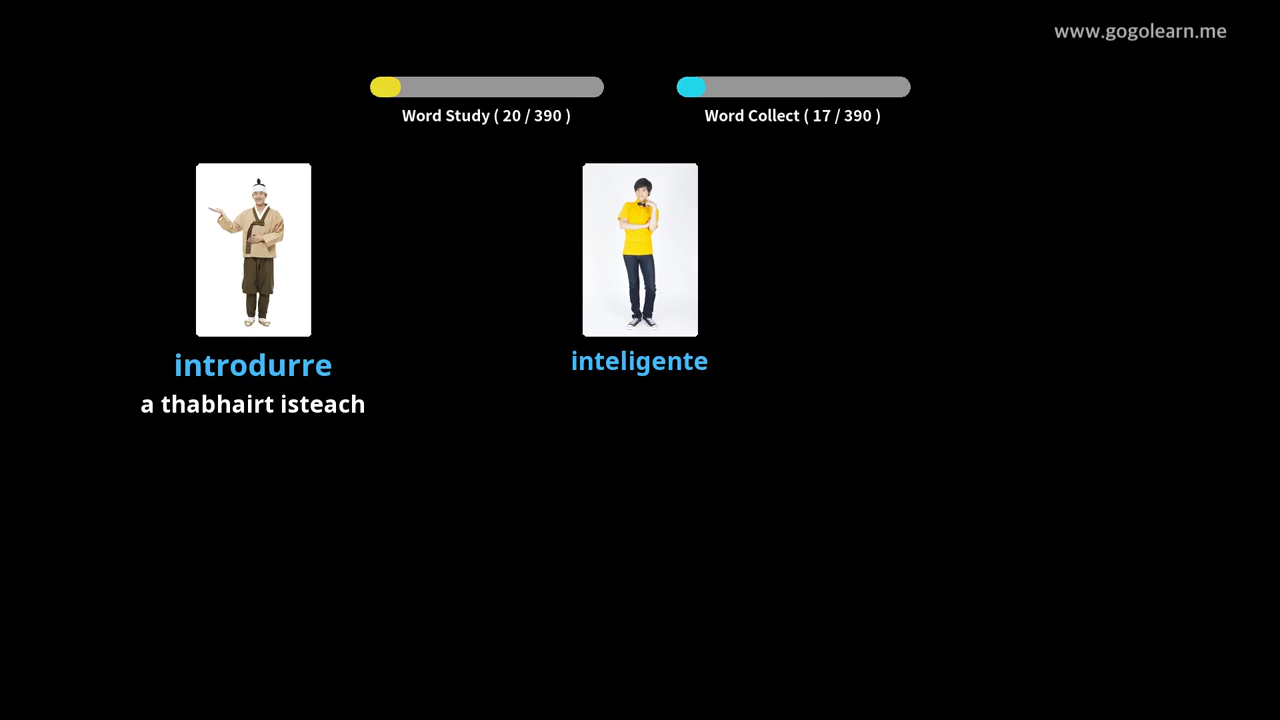 www.gogolearn.me
Word Study ( 20 / 390 )
Word Collect ( 17 / 390 )
introdurre
a thabhairt isteach
inteligente